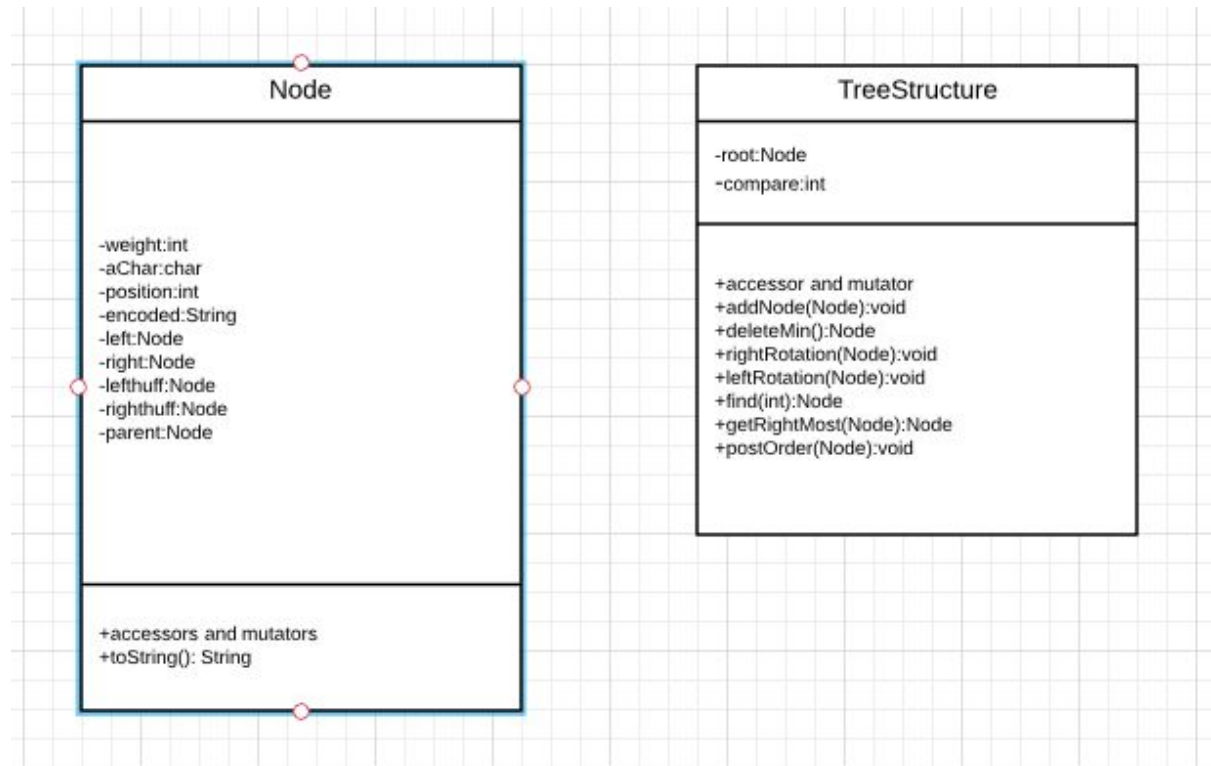 Node
-weight:int
-aChar:char
-position:int
-encoded:String
-left:Node
-right:Node
-lefthuff:Node
-righthuff:Node
-parent:Node
+accessors and mutators
+toString(): String
TreeStructure
-root:Node
-compare:int
+accessor and mutator
+addNode(Node):void
+deleteMin():Node
+rightRotation(Node):void
+leftRotation(Node):void
+find(int):Node
+getRightMost(Node):Node
+postOrder(Node):void